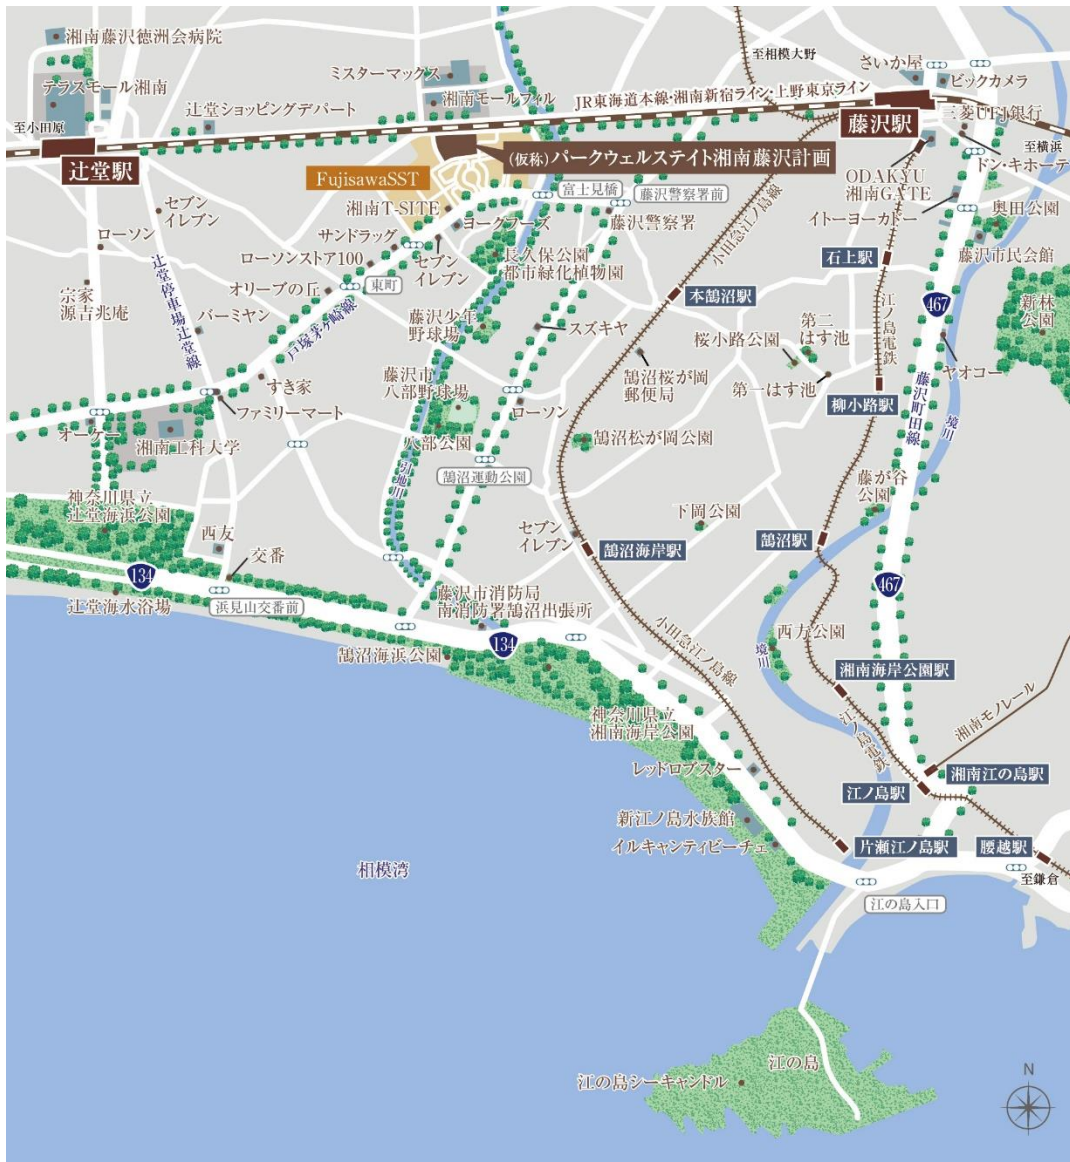 湘南藤沢徳洲会病院
テラスモール湘南
至小田原
辻堂駅
辻堂ショッピングデパート
ミスターマックス
湘南モールフィル
JR東海道本線・湘南新宿ライン・上野東京ライン
至相模大野
さいか屋
ビックカメラ
藤沢駅
三菱UFJ銀行
至横浜
ドン・キホーテ
ODAKYU
湘南GATE
イトーヨーカドー
奥田公園
藤沢市民会館
新林
公園
(仮称)パークウェルステイト湘南藤沢計画
FujisawaSST
富士見橋
藤沢警察署前
藤沢警察署
小田急江ノ島線
湘南T-SITE
ヨークフーズ
サンドラッグ
セブン
イレブン
ローソンストア100
東町
オリーブの丘
戸塚茅ヶ崎線
セブン
イレブン
ローソン
辻堂停車場辻堂線
宗家
源吉兆庵
バーミヤン
すき家
ファミリーマート
オーケー
湘南工科大学
長久保公園
都市緑化植物園
藤沢少年
野球場
藤沢市
八部野球場
八部公園
引地川
スズキヤ
ローソン
鵠沼運動公園
本鵠沼駅
鵠沼桜が岡
郵便局
鵠沼松が岡公園
桜小路公園
第二
はす池
第一はす池
石上駅
江ノ島電鉄
柳小路駅
467
藤沢町田線
ヤオコー
境川
藤が谷
公園
下岡公園
鵠沼駅
467
セブン
イレブン
鵠沼海岸駅
神奈川県立
辻堂海浜公園
西友
交番
134
浜見山交番前
辻堂海水浴場
藤沢市消防局
南消防署鵠沼出張所
134
鵠沼海浜公園
小田急江ノ島線
西方公園
境川
湘南海岸公園駅
江ノ島電鉄
湘南モノレール
湘南江の島駅
江ノ島駅
神奈川県立
湘南海岸公園
レッドロブスター
新江ノ島水族館
イルキャンティビーチェ
片瀬江ノ島駅
腰越駅
至鎌倉
江の島入口
相模湾
江の島
江の島シーキャンドル
N